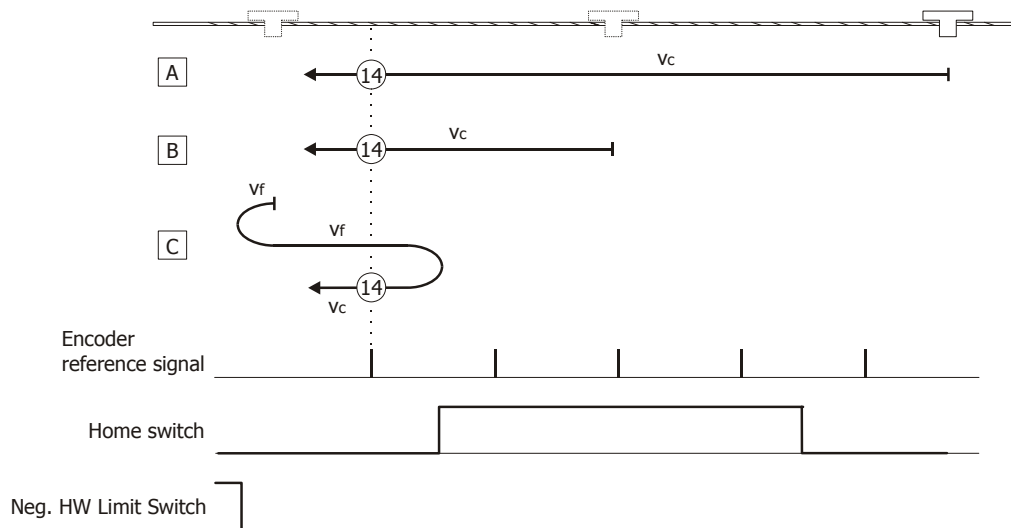 A
14
vc
B
14
vc
vf
C
vf
14
vc
Encoder
reference signal
Home switch
Neg. HW Limit Switch